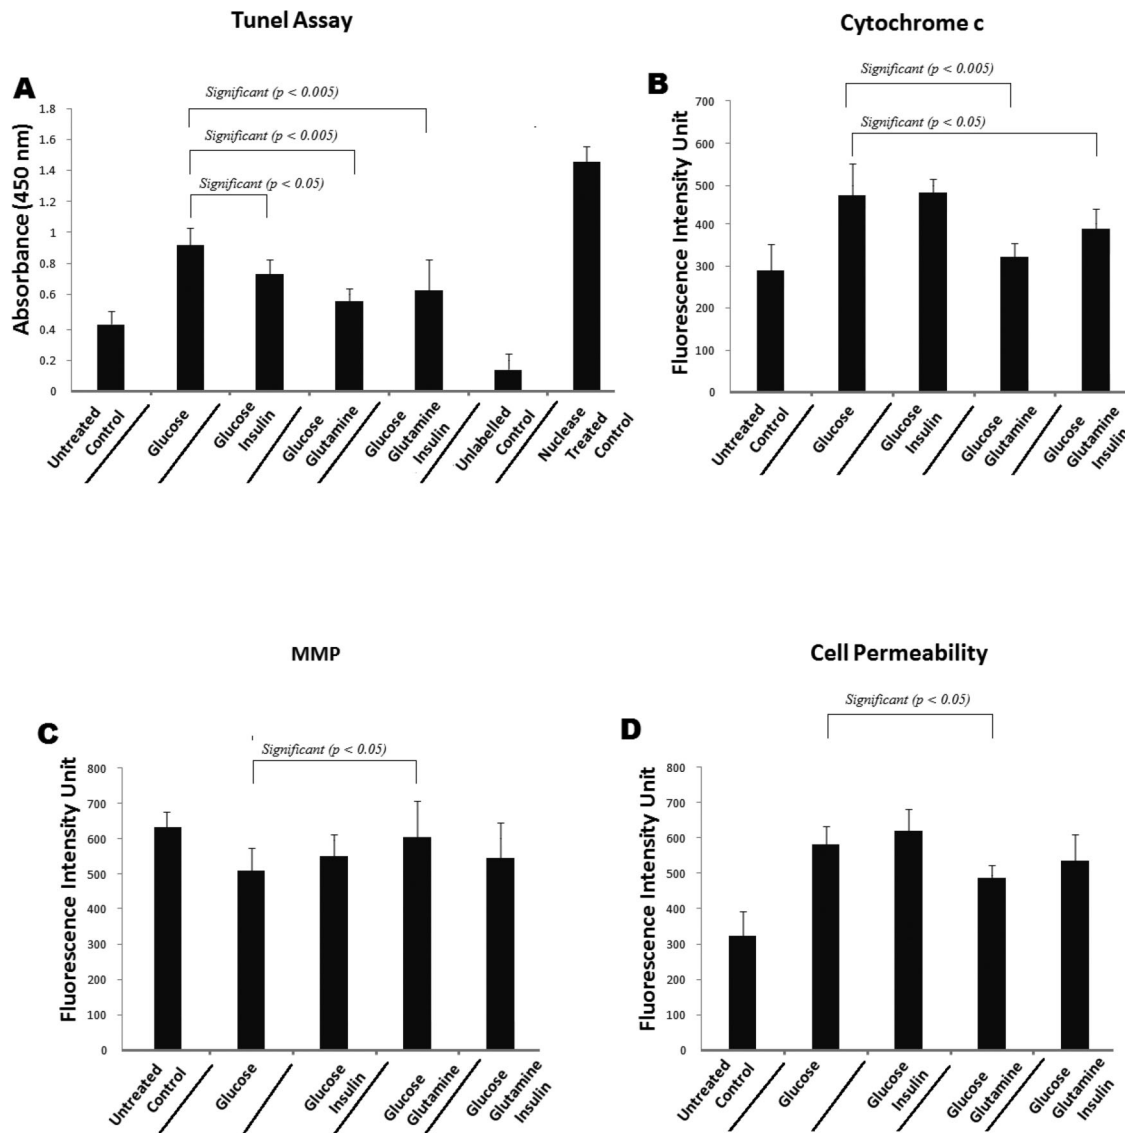 Tunel Assay
A
Significant (p < 0.005)
Significant (p < 0.005)
Significant (p < 0.05)
Absorbance (450 nm)
1.8
1.6
1.4
1.2
1
0.8
0.6
0.4
0.2
0
Untreated
Control
Glucose
Glucose
Insulin
Glucose
Glutamine
Glucose
Glutamine
Insulin
Unlabelled
Control
Nuclease
Treated
Control
Cytochrome c
B
Significant (p < 0.005)
Significant (p < 0.05)
Fluorescence Intensity Unit
700
600
500
400
300
200
100
0
Untreated
Control
Glucose
Glucose
Insulin
Glucose
Glutamine
Glucose
Glutamine
Insulin
MMP
C
Significant (p < 0.05)
Fluorescence Intensity Unit
800
700
600
500
400
300
200
100
0
Untreated
Control
Glucose
Glucose
Insulin
Glucose
Glutamine
Glucose
Glutamine
Insulin
Cell Permeability
D
Significant (p < 0.05)
Fluorescence Intensity Unit
800
700
600
500
400
300
200
100
0
Untreated
Control
Glucose
Glucose
Insulin
Glucose
Glutamine
Glucose
Glutamine
Insulin